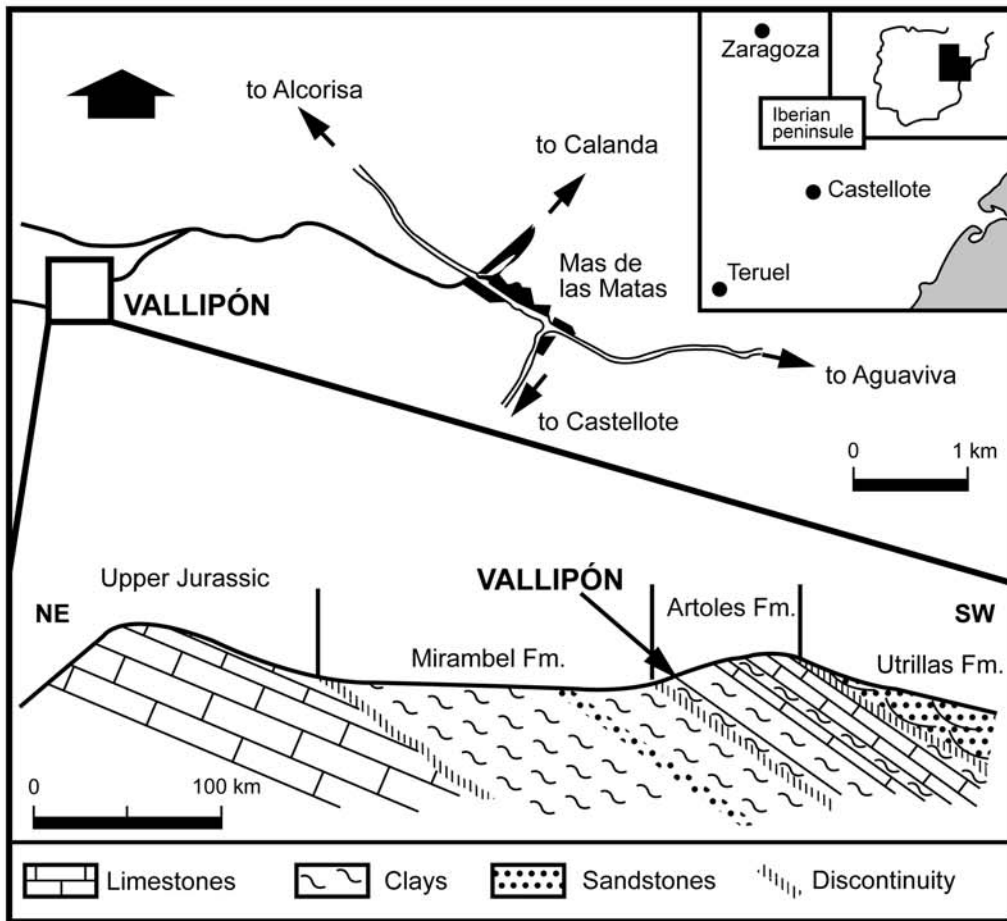 Zaragoza
Iberian
peninsule
Castellote
Teruel
to Alcorisa
to Calanda
Mas de
las Matas
VALLIPÓN
to Aguaviva
to Castellote
0 1 km
Upper Jurassic
VALLIPÓN
Artoles Fm.
NE
SW
Mirambel Fm.
Utrillas Fm.
0 100 km
Limestones
Clays
Sandstones
Discontinuity